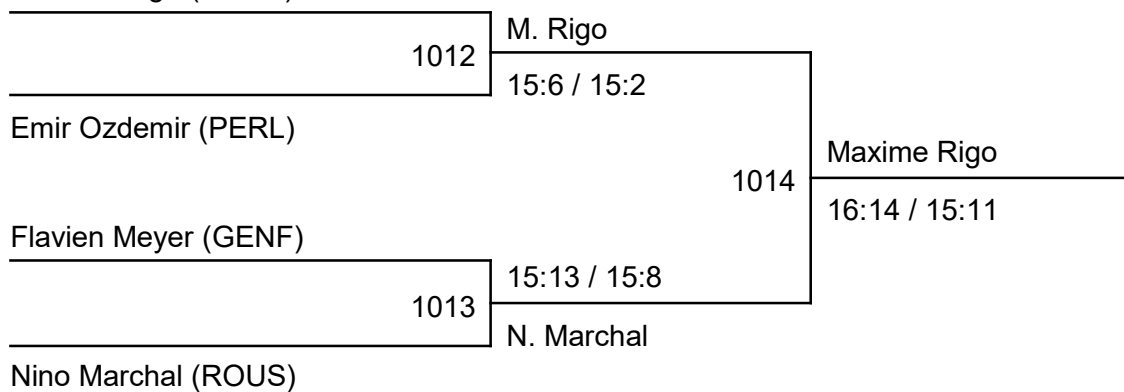 M. Rigo
1012
15:6 / 15:2
Emir Ozdemir (PERL)
Maxime Rigo
1014
16:14 / 15:11
Flavien Meyer (GENF)
15:13 / 15:8
1013
N. Marchal
Nino Marchal (ROUS)